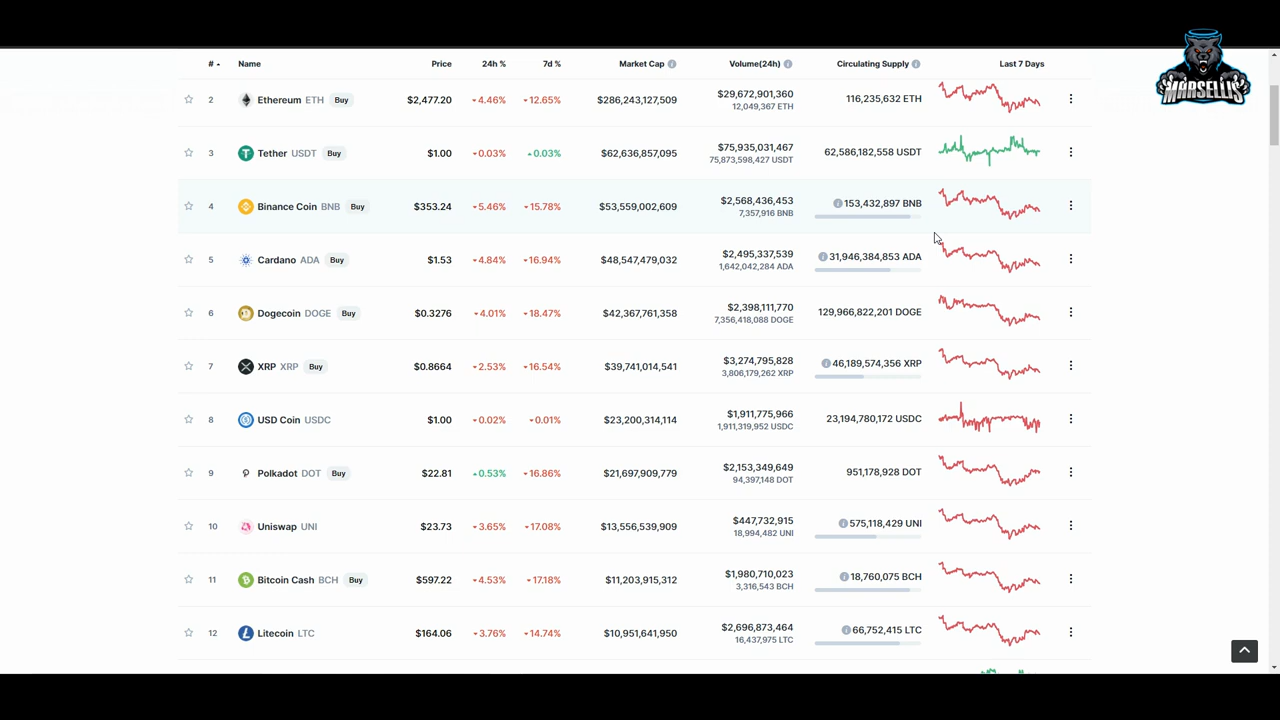 # Name Price 24h % 7d % Market Cap Volume(24h) Circulating Supply Last 7 Days
MARSELLIS
2 Ethereum ETH Buy $2,477.20 4.46% 12.65% $286,243,127,509 $29,672,901,360 116,235,632 ETH
12,049,367 ETH
3 Tether USDT Buy $1.00 0.03% 0.03% $62,636,857,095 $75,935,031,467 62,586,182,558 USDT
75,873,598,427 USDT
4 Binance Coin BNB Buy $353.24 5.46% 15.78% $53,559,002,609 $2,568,436,453 153,432,897 BNB
7,357,916 BNB
5 Cardano ADA Buy $1.53 4.84% 16.94% $48,547,479,032 $2,495,337,539 31,946,384,853 ADA
1,642,042,284 ADA
6 Dogecoin DOGE Buy $0.3276 4.01% 18.47% $42,367,761,358 $2,398,111,770 129,966,822,201 DOGE
7,356,418,088 DOGE
7 XRP XRP Buy $0.8664 2.53% 16.54% $39,741,014,541 $3,274,795,828 46,189,574,356 XRP
3,806,179,262 XRP
8 USD Coin USDC $1.00 0.02% 0.01% $23,200,314,114 $1,911,775,966 23,194,780,172 USDC
1,911,319,952 USDC
9 Polkadot DOT Buy $22.81 0.53% 16.86% $21,697,909,779 $2,153,349,649 951,178,928 DOT
94,397,148 DOT
10 Uniswap UNI $23.73 3.65% 17.08% $13,556,539,909 $447,732,915 575,118,429 UNI
18,994,482 UNI
11 Bitcoin Cash BCH Buy $597.22 4.53% 17.18% $11,203,915,312 $1,980,710,023 18,760,075 BCH
3,316,543 BCH
12 Litecoin LTC $164.06 3.76% 14.74% $10,951,641,950 $2,696,873,464 66,752,415 LTC
16,437,975 LTC